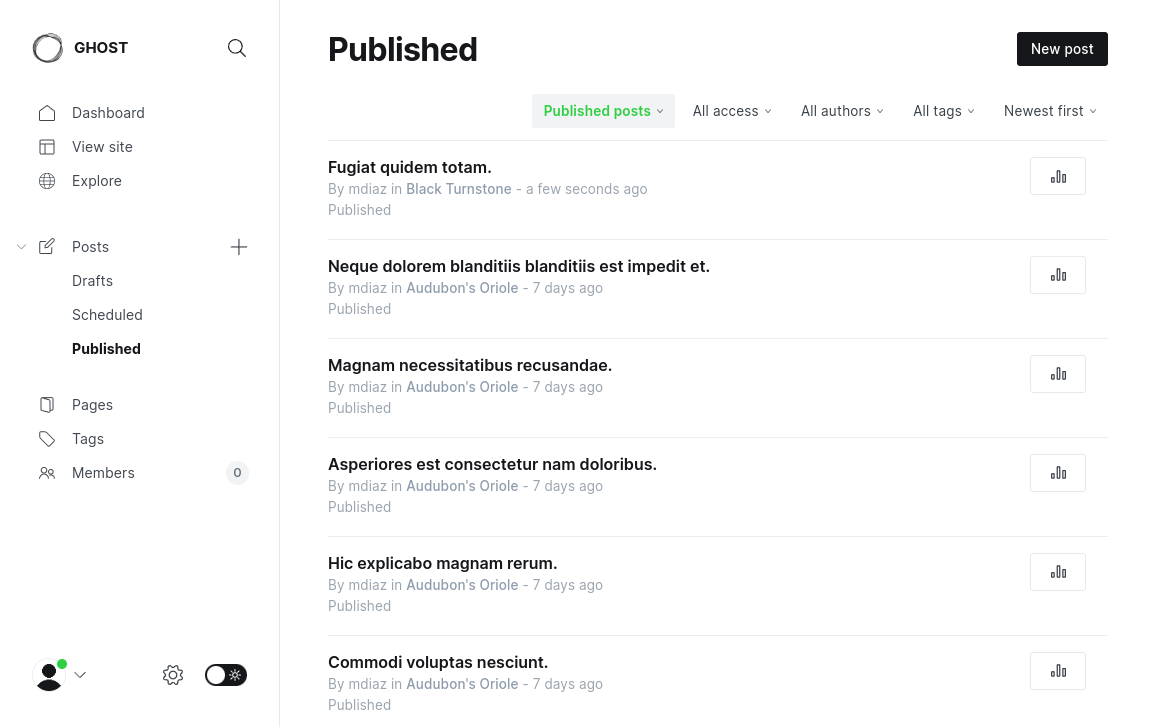 GHOST
Dashboard
View site
Explore
Posts
Drafts
Scheduled
Published
Pages
Tags
Members 0
Published
New post
Published posts All access All authors All tags Newest first
Fugiat quidem totam.
By mdiaz in Black Turnstone - a few seconds ago
Published
Neque dolorem blanditiis blanditiis est impedit et.
By mdiaz in Audubon's Oriole - 7 days ago
Published
Magnam necessitatibus recusandae.
By mdiaz in Audubon's Oriole - 7 days ago
Published
Asperiores est consectetur nam doloribus.
By mdiaz in Audubon's Oriole - 7 days ago
Published
Hic explicabo magnam rerum.
By mdiaz in Audubon's Oriole - 7 days ago
Published
Commodi voluptas nesciunt.
By mdiaz in Audubon's Oriole - 7 days ago
Published